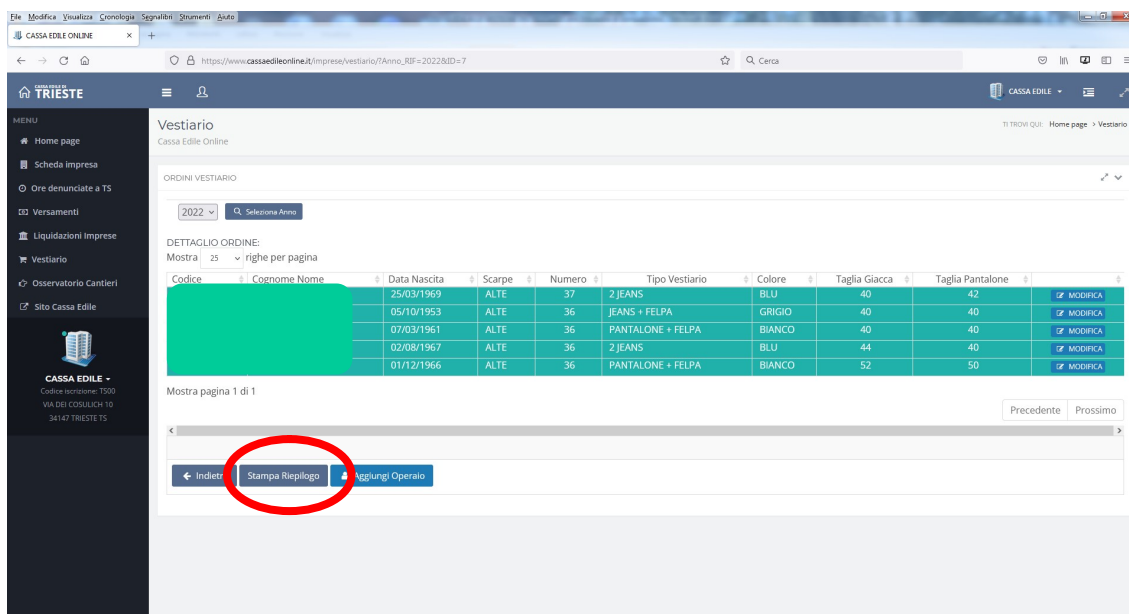 File Modifica Visualizza Cronologia Segnalibri Strumenti Aiuto
CASSA EDILE ONLINE × +
https://www.cassaedileonline.it/imprese/vestiario/?Anno_RIF=2022&ID=7
Cerca
CASSA EDILE DI
TRIESTE
CASSA EDILE
MENU
Home page
Scheda impresa
Ore denunciate a TS
Versamenti
Liquidazioni Imprese
Vestiario
Osservatorio Cantieri
Sito Cassa Edile
CASSA EDILE
Codice iscrizione: TS00
VIA DEI COSULICH 10
34147 TRIESTE TS
Vestiario
Cassa Edile Online
TI TROVI QUI: Home page > Vestiario
ORDINI VESTIARIO
2022 Seleziona Anno
DETTAGLIO ORDINE:
Mostra 25 righe per pagina
Codice Cognome Nome Data Nascita Scarpe Numero Tipo Vestiario Colore Taglia Giacca Taglia Pantalone
25/03/1969 ALTE 37 2 JEANS BLU 40 42 MODIFICA
05/10/1953 ALTE 36 JEANS + FELPA GRIGIO 40 40 MODIFICA
07/03/1961 ALTE 36 PANTALONE + FELPA BIANCO 40 40 MODIFICA
02/08/1967 ALTE 36 2 JEANS BLU 44 40 MODIFICA
01/12/1966 ALTE 36 PANTALONE + FELPA BIANCO 52 50 MODIFICA
Mostra pagina 1 di 1
Precedente Prossimo
Indietr Stampa Riepilogo Aggiungi Operaio